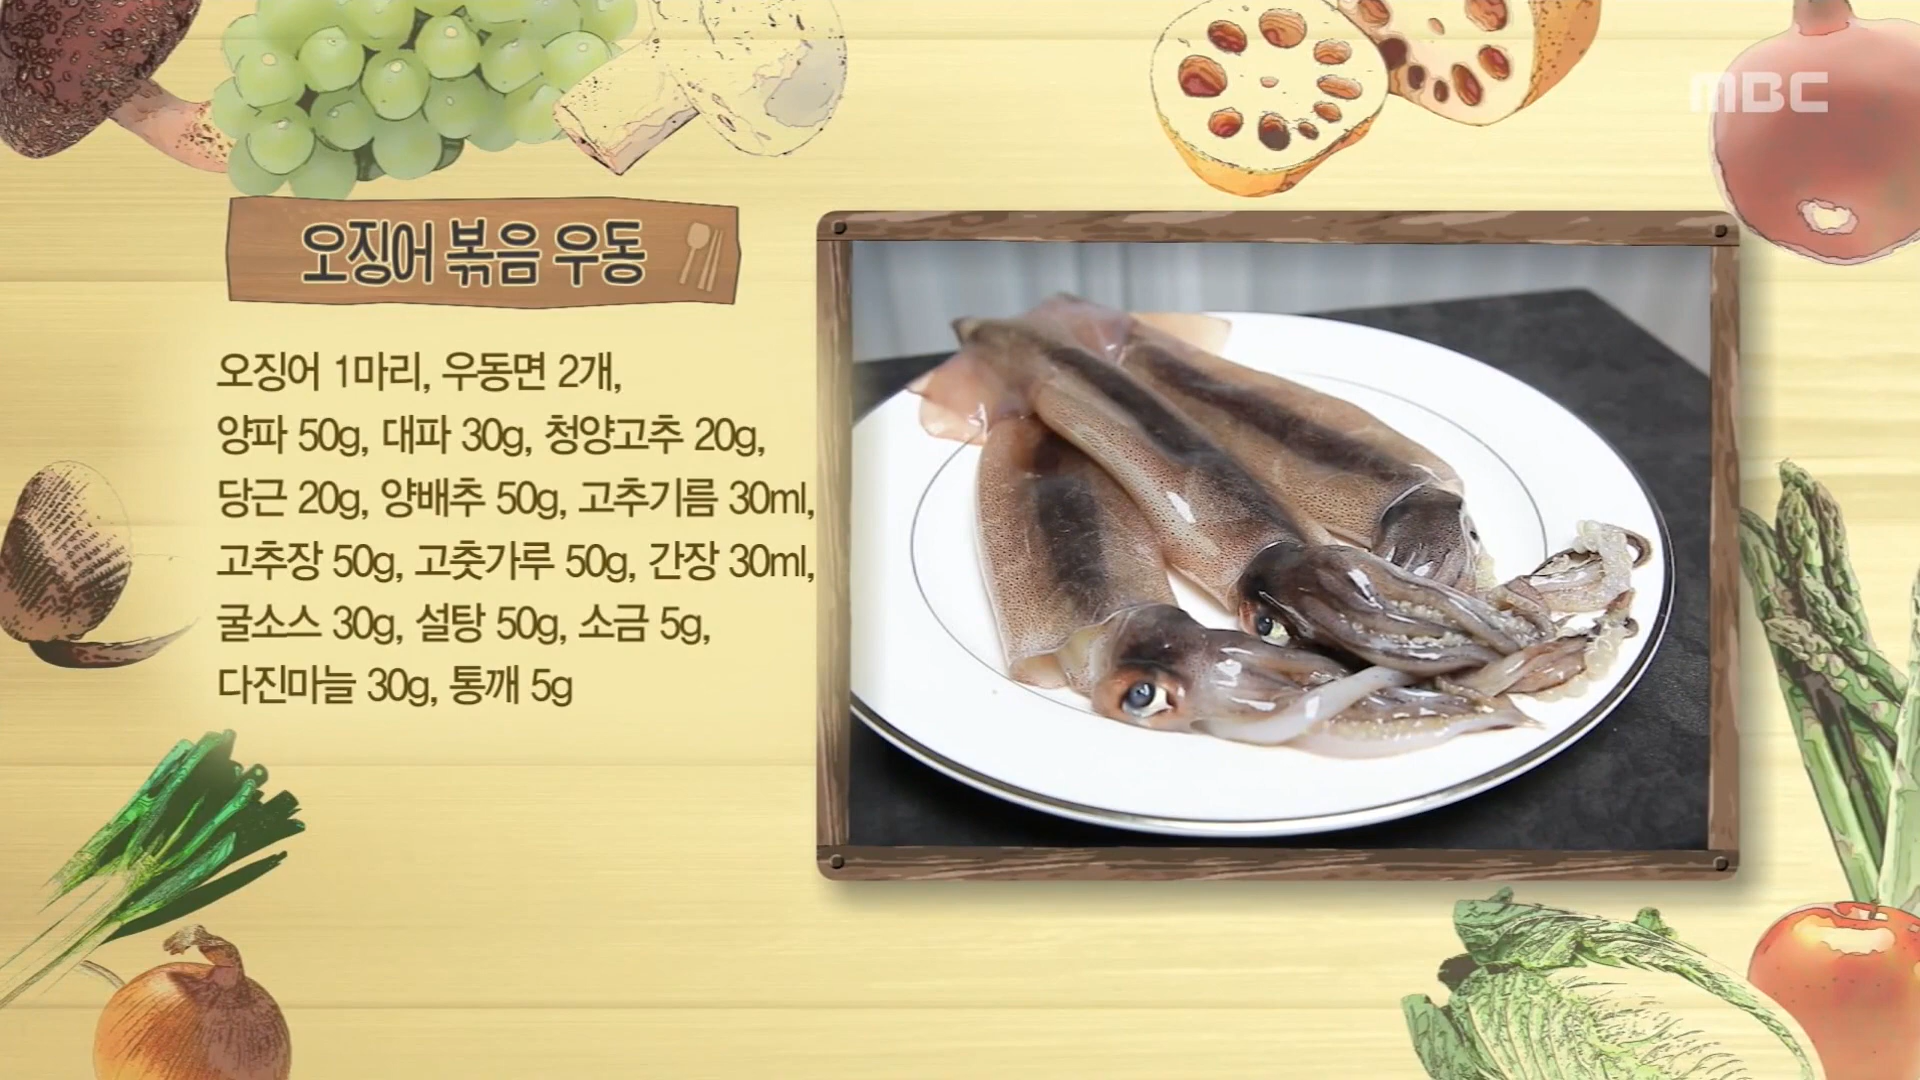 MBC
오징어 볶음 우동
오징어 1마리, 우동면 2개,
양파 50g, 대파 30g, 청양고추 20g,
당근 20g, 양배추 50g, 고추기름 30ml,
고추장 50g, 고춧가루 50g, 간장 30ml,
굴소스 30g, 설탕 50g, 소금 5g,
다진마늘 30g, 통깨 5g